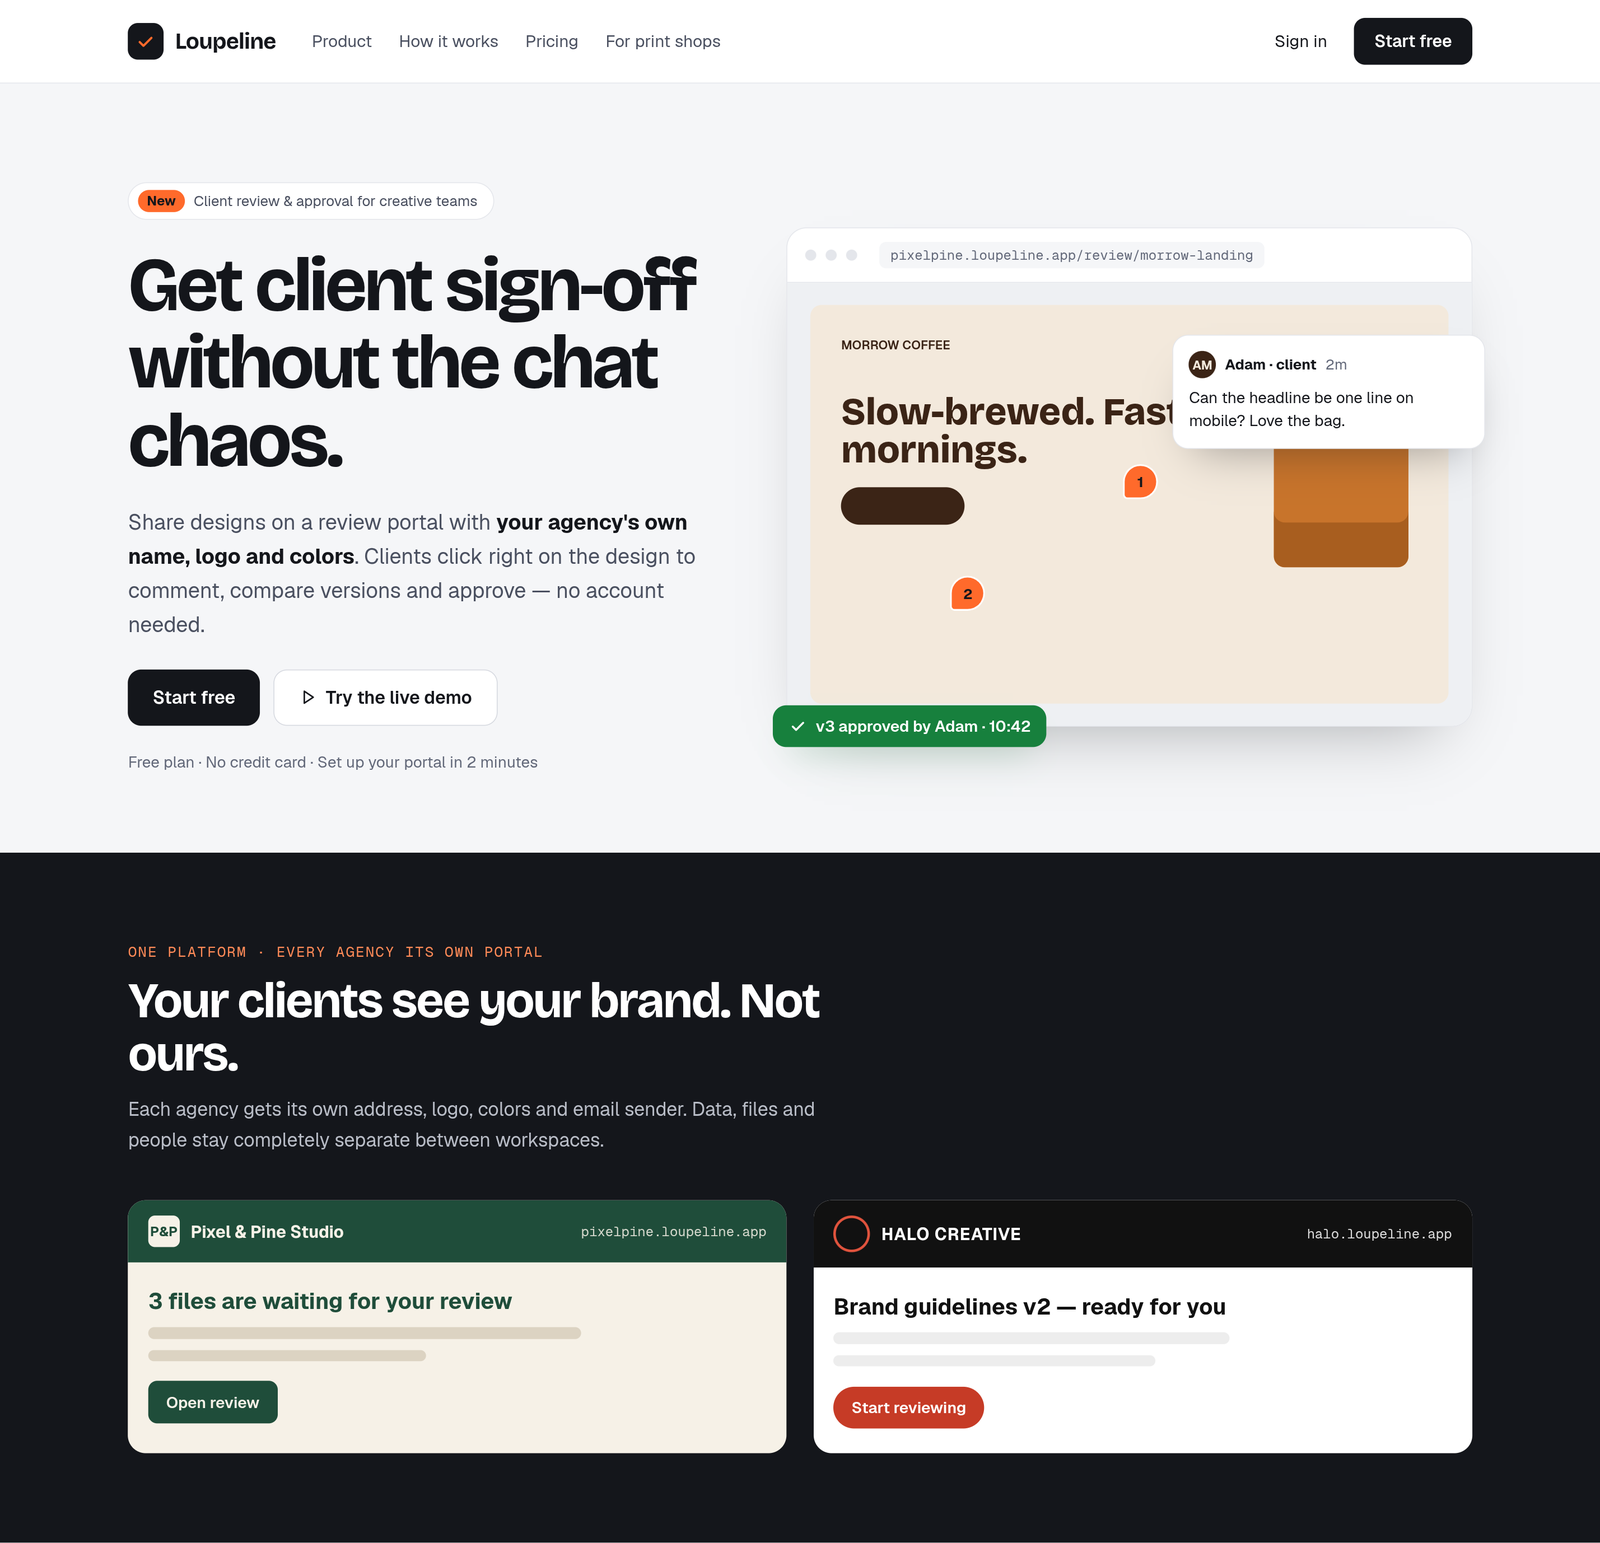 Loupeline
Product
How it works
Pricing
For print shops
Sign in
Start free
New
Client review & approval for creative teams
Get client sign-off
without the chat
chaos.
Share designs on a review portal with your agency's own
name, logo and colors. Clients click right on the design to
comment, compare versions and approve — no account
needed.
Start free
Try the live demo
Free plan · No credit card · Set up your portal in 2 minutes
pixelpine.loupeline.app/review/morrow-landing
MORROW COFFEE
Slow-brewed. Fast
mornings.
AM
Adam · client 2m
Can the headline be one line on
mobile? Love the bag.
1
2
v3 approved by Adam · 10:42
ONE PLATFORM · EVERY AGENCY ITS OWN PORTAL
Your clients see your brand. Not
ours.
Each agency gets its own address, logo, colors and email sender. Data, files and
people stay completely separate between workspaces.
P&P
Pixel & Pine Studio
pixelpine.loupeline.app
3 files are waiting for your review
Open review
HALO CREATIVE
halo.loupeline.app
Brand guidelines v2 — ready for you
Start reviewing